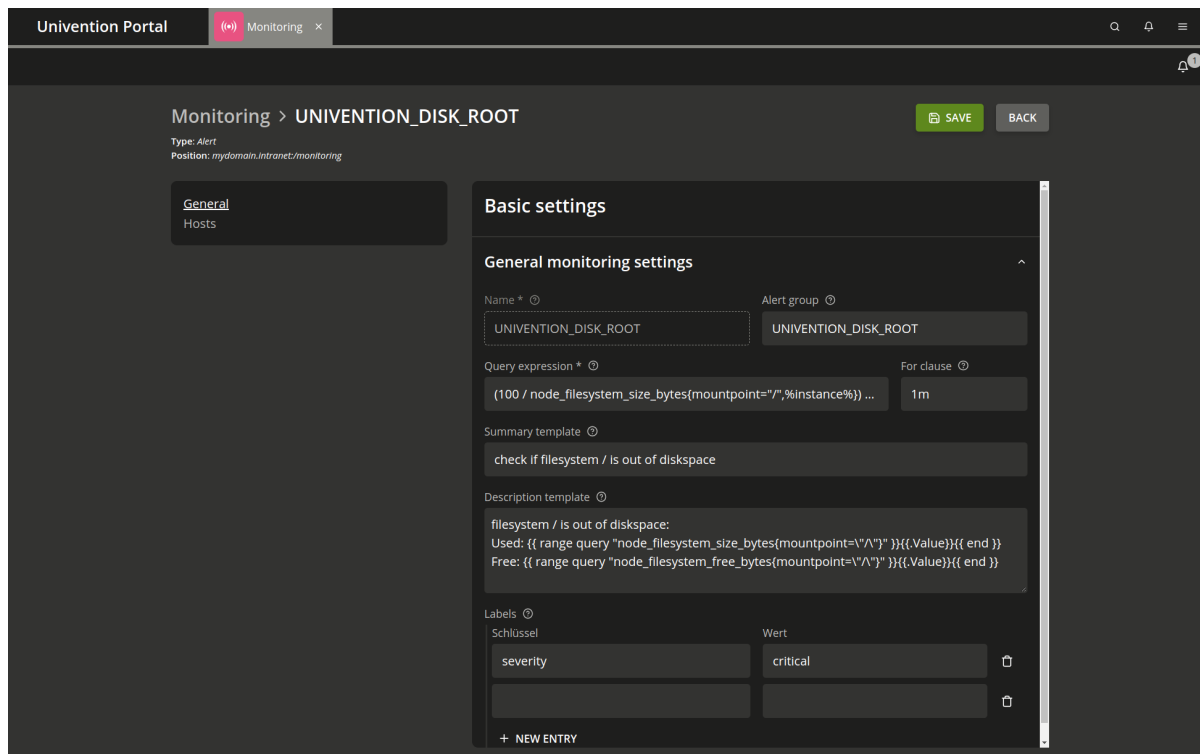 Univention Portal
Monitoring ×
1
Monitoring > UNIVENTION_DISK_ROOT
SAVE
BACK
Type: Alert
Position: mydomain.intranet:/monitoring
General
Hosts
Basic settings
General monitoring settings
Name *
Alert group
UNIVENTION_DISK_ROOT
UNIVENTION_DISK_ROOT
Query expression *
For clause
(100 / node_filesystem_size_bytes{mountpoint="/",%instance%}) ...
1m
Summary template
check if filesystem / is out of diskspace
Description template
filesystem / is out of diskspace:
Used: {{ range query "node_filesystem_size_bytes{mountpoint=\"/\"}" }}{{.Value}}{{ end }}
Free: {{ range query "node_filesystem_free_bytes{mountpoint=\"/\"}" }}{{.Value}}{{ end }}
Labels
Schlüssel
Wert
severity
critical
+ NEW ENTRY